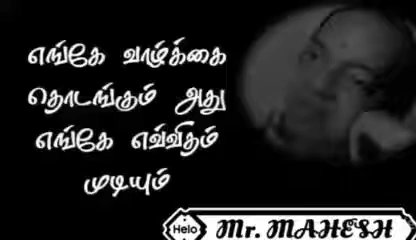 எங்கே வாழ்க்கை
தொடங்கும் அது
எங்கே எவ்விதம்
முடியும்
Helo Mr. MAHESH